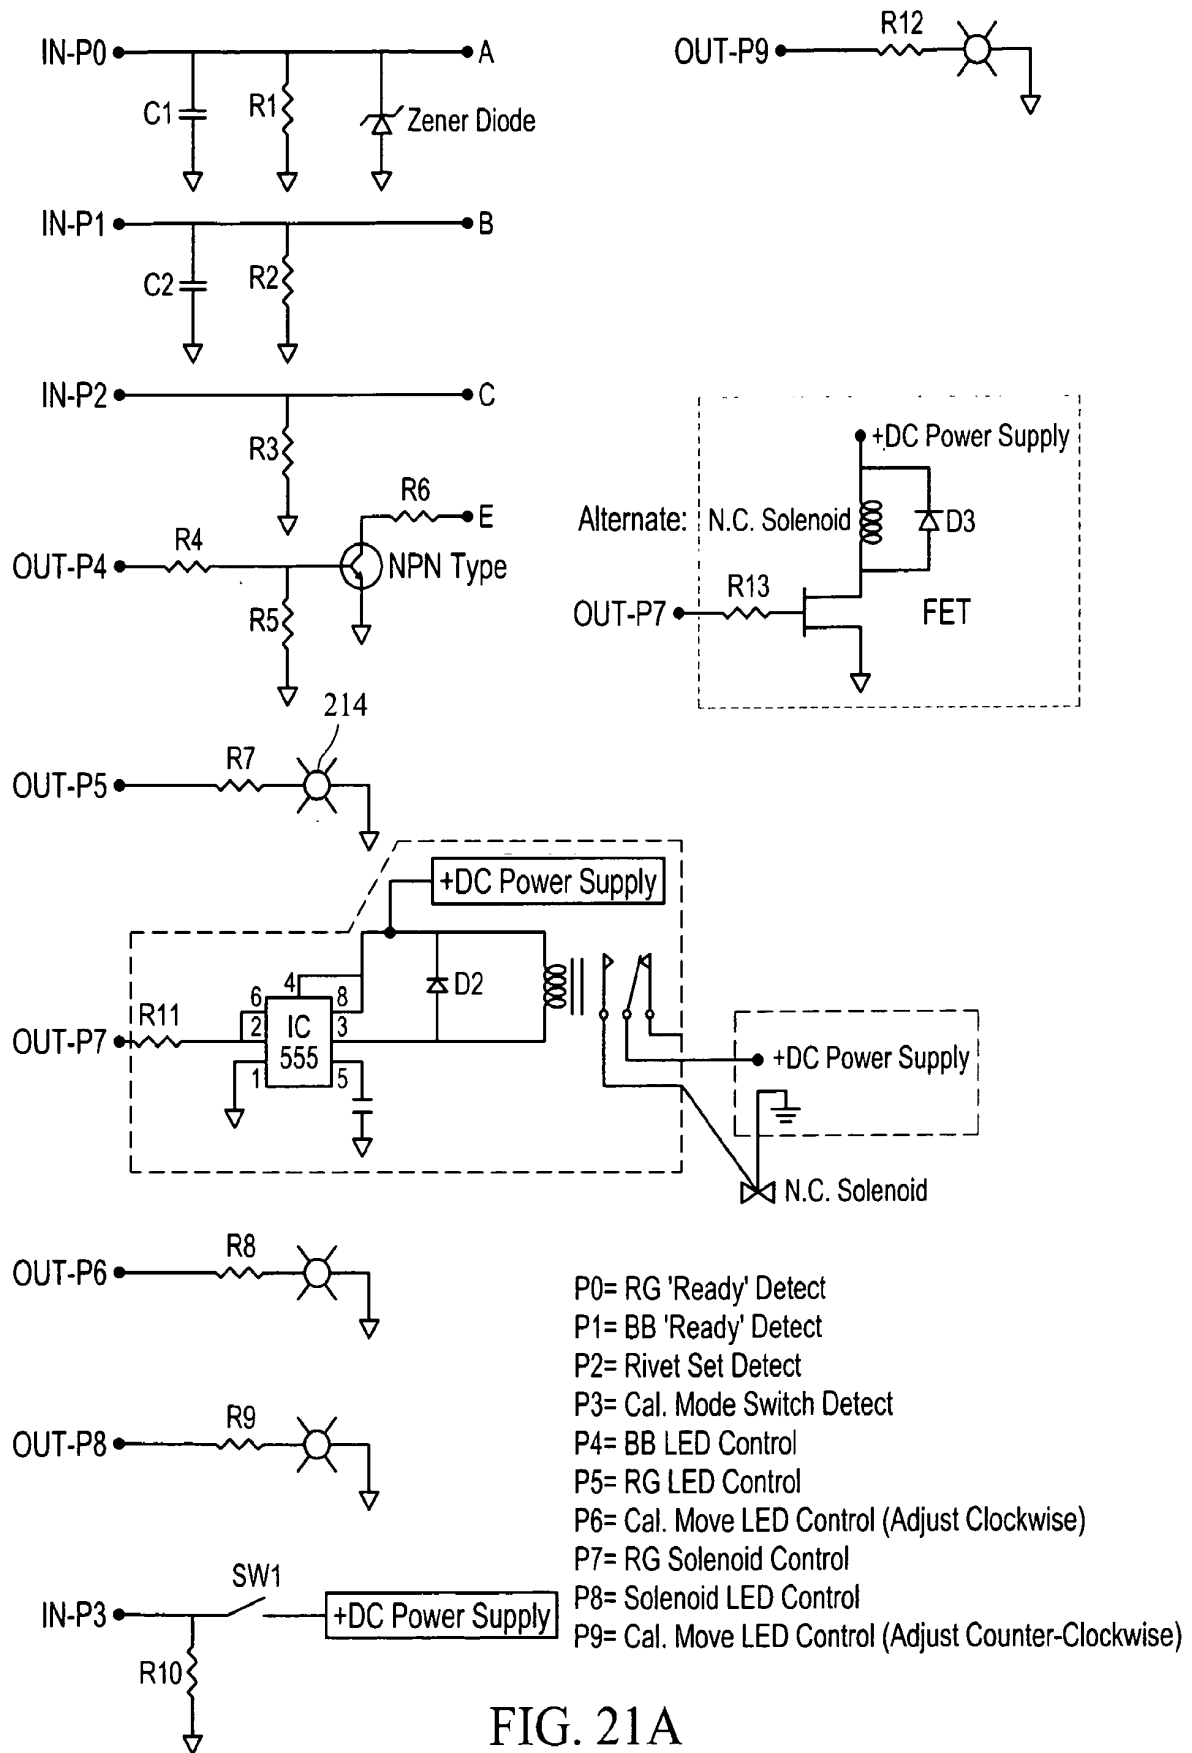 IN-P0
A
C1
R1
Zener Diode
OUT-P9
R12
IN-P1
B
C2
R2
IN-P2
C
R3
R6
E
R4
OUT-P4
NPN Type
R5
+DC Power Supply
Alternate:
N.C. Solenoid
D3
R13
OUT-P7
FET
214
R7
OUT-P5
+DC Power Supply
D2
4
6
8
R11
2
IC
3
OUT-P7
555
1
5
+DC Power Supply
N.C. Solenoid
R8
OUT-P6
R9
OUT-P8
SW1
IN-P3
+DC Power Supply
R10
P0= RG 'Ready' Detect
P1= BB 'Ready' Detect
P2= Rivet Set Detect
P3= Cal. Mode Switch Detect
P4= BB LED Control
P5= RG LED Control
P6= Cal. Move LED Control (Adjust Clockwise)
P7= RG Solenoid Control
P8= Solenoid LED Control
P9= Cal. Move LED Control (Adjust Counter-Clockwise)
FIG. 21A